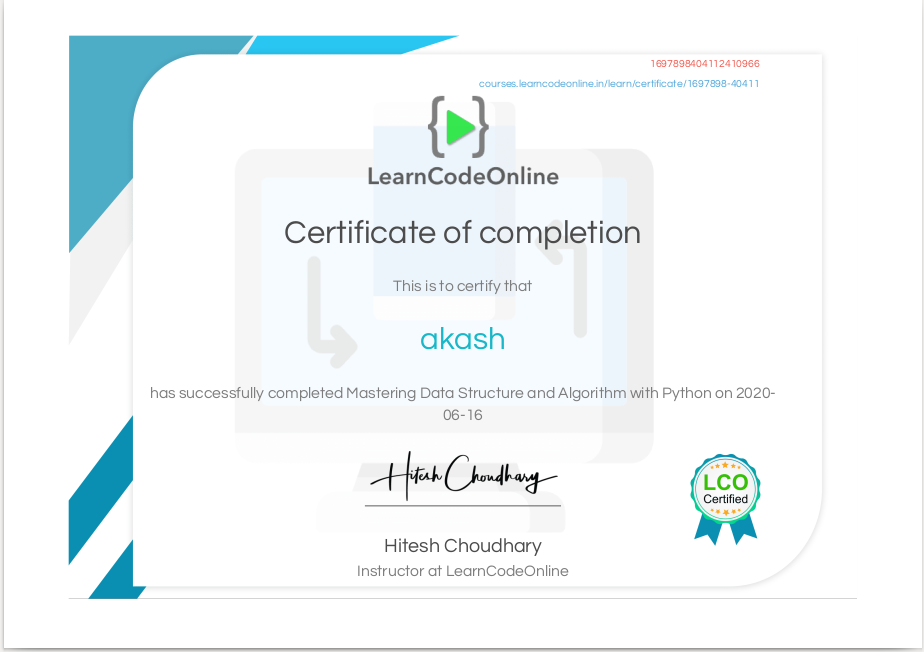 1697898404112410966
courses.learncodeonline.in/learn/certificate/1697898-40411
LearnCodeOnline
Certificate of completion
This is to certify that
akash
has successfully completed Mastering Data Structure and Algorithm with Python on 2020-
06-16
Hitesh Choudhary
LCO
Certified
Hitesh Choudhary
Instructor at LearnCodeOnline